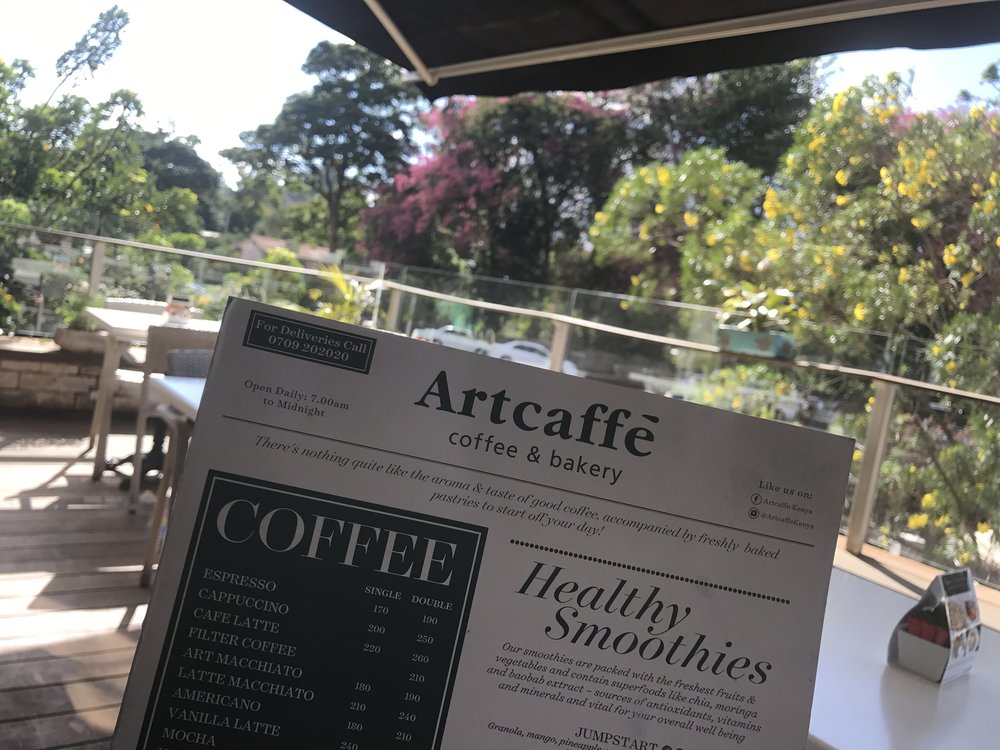 For Deliveries Call
0709 202020
Open Daily: 7.00am
to Midnight
Artcaffē
coffee & bakery
Like us on:
Artcaffe.Kenya
@ArtcaffeKenya
There's nothing quite like the aroma & taste of good coffee, accompanied by freshly baked
pastries to start off your day!
COFFEE
SINGLE DOUBLE
ESPRESSO 170 190
CAPPUCCINO 200 250
CAFE LATTE 220 260
FILTER COFFEE 210
ART MACCHIATO 180 190
LATTE MACCHIATO 210 240
AMERICANO 180 210
VANILLA LATTE 240
MOCHA
Healthy
Smoothies
Our smoothies are packed with the freshest fruits &
vegetables and contain superfoods like chia, moringa
and baobab extract – sources of antioxidants, vitamins
and minerals and vital for your overall well being
JUMPSTART
Granola, mango, pineapple